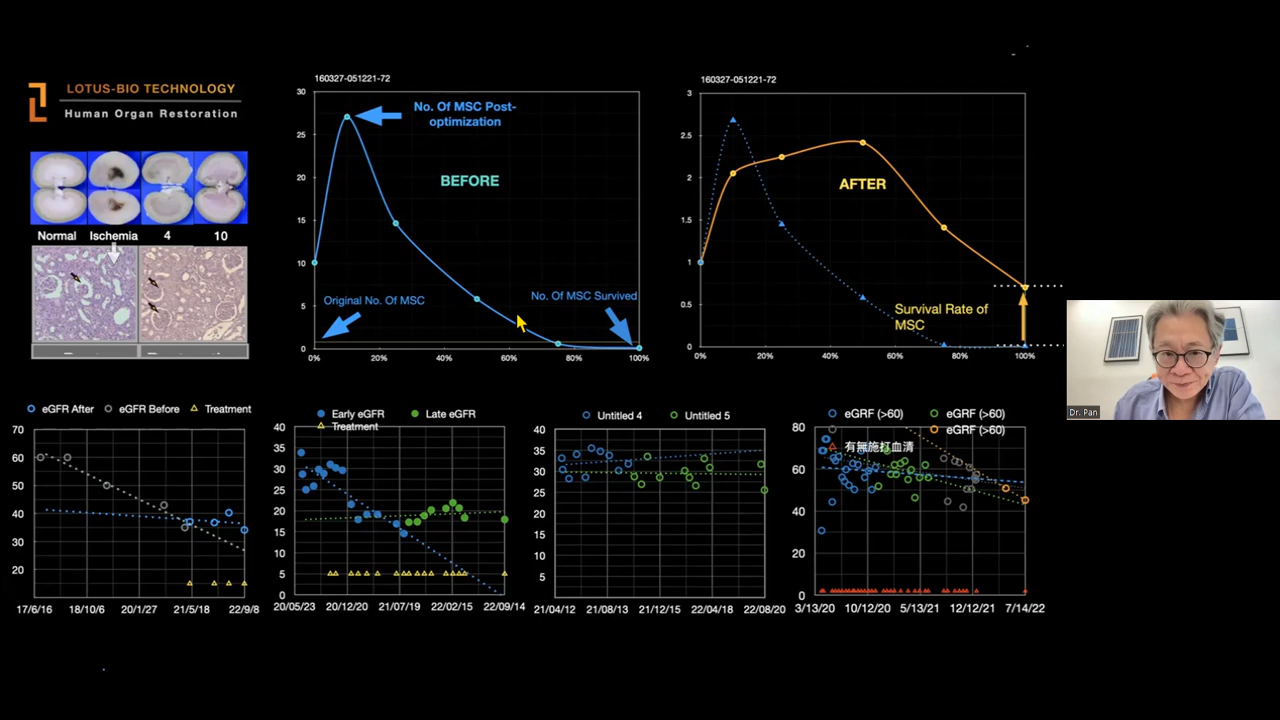 LOTUS-BIO TECHNOLOGY
Human Organ Restoration
Normal Ischemia 4 10
160327-051221-72
No. Of MSC Post-
optimization
BEFORE
Original No. Of MSC
No. Of MSC Survived
30
25
20
15
10
5
0
0% 20% 40% 60% 80% 100%
160327-051221-72
AFTER
Survival Rate of
MSC
3
2.5
2
1.5
1
0.5
0
0% 20% 40% 60% 80% 100%
Dr. Pan
eGFR After eGFR Before Treatment
70
60
50
40
30
20
17/6/16 18/10/6 20/1/27 21/5/18 22/9/8
Early eGFR Late eGFR
Treatment
40
35
30
25
20
15
10
5
0
20/05/23 20/12/20 21/07/19 22/02/15 22/09/14
Untitled 4 Untitled 5
40
35
30
25
30
15
10
5
21/04/12 21/08/13 21/12/15 22/04/18 22/08/20
eGRF (>60) eGRF (>60)
eGRF (>60)
有無施打血清
80
60
40
20
0
3/13/20 10/12/20 5/13/21 12/12/21 7/14/22